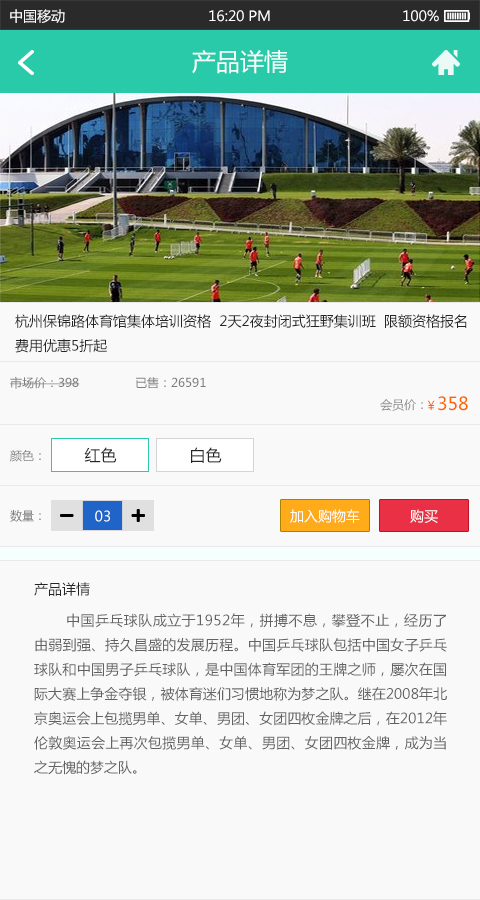 中国移动 16:20 PM 100%
产品详情
杭州保锦路体育馆集体培训资格 2天2夜封闭式狂野集训班 限额资格报名
费用优惠5折起
市场价：398 已售：26591
会员价：¥358
颜色： 红色 白色
数量： － 03 ＋ 加入购物车 购买
产品详情
中国乒乓球队成立于1952年，拼搏不息，攀登不止，经历了
由弱到强、持久昌盛的发展历程。中国乒乓球队包括中国女子乒乓
球队和中国男子乒乓球队，是中国体育军团的王牌之师，屡次在国
际大赛上争金夺银，被体育迷们习惯地称为梦之队。继在2008年北
京奥运会上包揽男单、女单、男团、女团四枚金牌之后，在2012年
伦敦奥运会上再次包揽男单、女单、男团、女团四枚金牌，成为当
之无愧的梦之队。